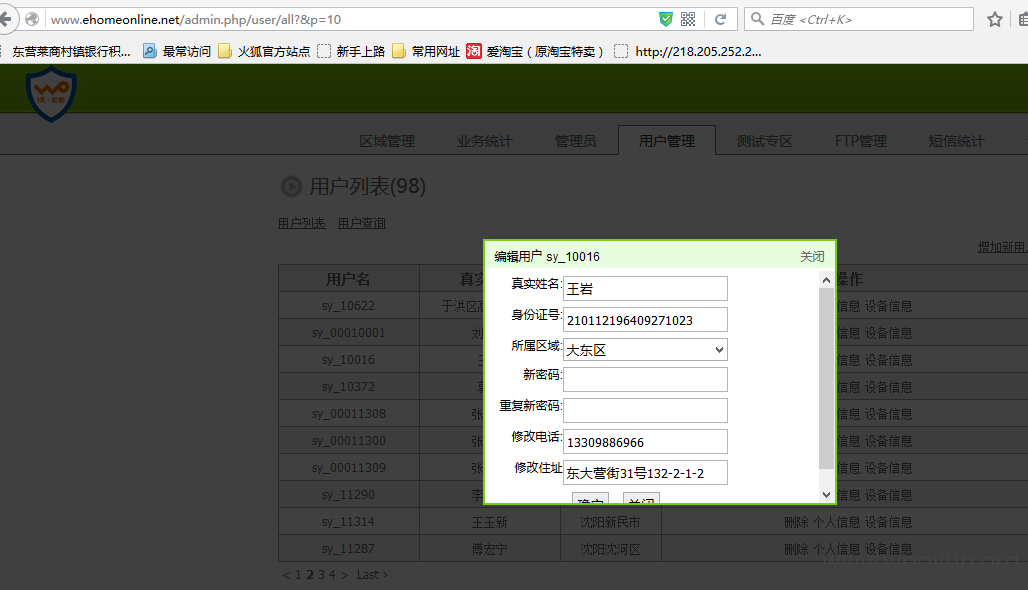 www.ehomeonline.net/admin.php/user/all?&p=10
百度 <Ctrl+K>
东营莱商村镇银行积... 最常访问 火狐官方站点 新手上路 常用网址 淘 爱淘宝（原淘宝特卖） http://218.205.252.2...
区域管理 业务统计 管理员 用户管理 测试专区 FTP管理 短信统计
用户列表(98)
用户列表 用户查询
增加新用
编辑用户 sy_10016 关闭
用户名 真实 操作
真实姓名: 王岩
sy_10622 于洪区 信息 设备信息
身份证号: 210112196409271023
sy_00010001 信息 设备信息
所属区域: 大东区
sy_10016 信息 设备信息
新密码:
sy_10372 信息 设备信息
重复新密码:
sy_00011308 张 信息 设备信息
修改电话: 13309886966
sy_00011300 张 信息 设备信息
修改住址 东大营街31号132-2-1-2
sy_00011309 张 信息 设备信息
确定 关闭
sy_11290 李 信息 设备信息
sy_11314 王玉新 沈阳新民市 删除 个人信息 设备信息
sy_11287 傅宏宁 沈阳沈河区 删除 个人信息 设备信息
< 1 2 3 4 > Last ›
www.wooyun.org